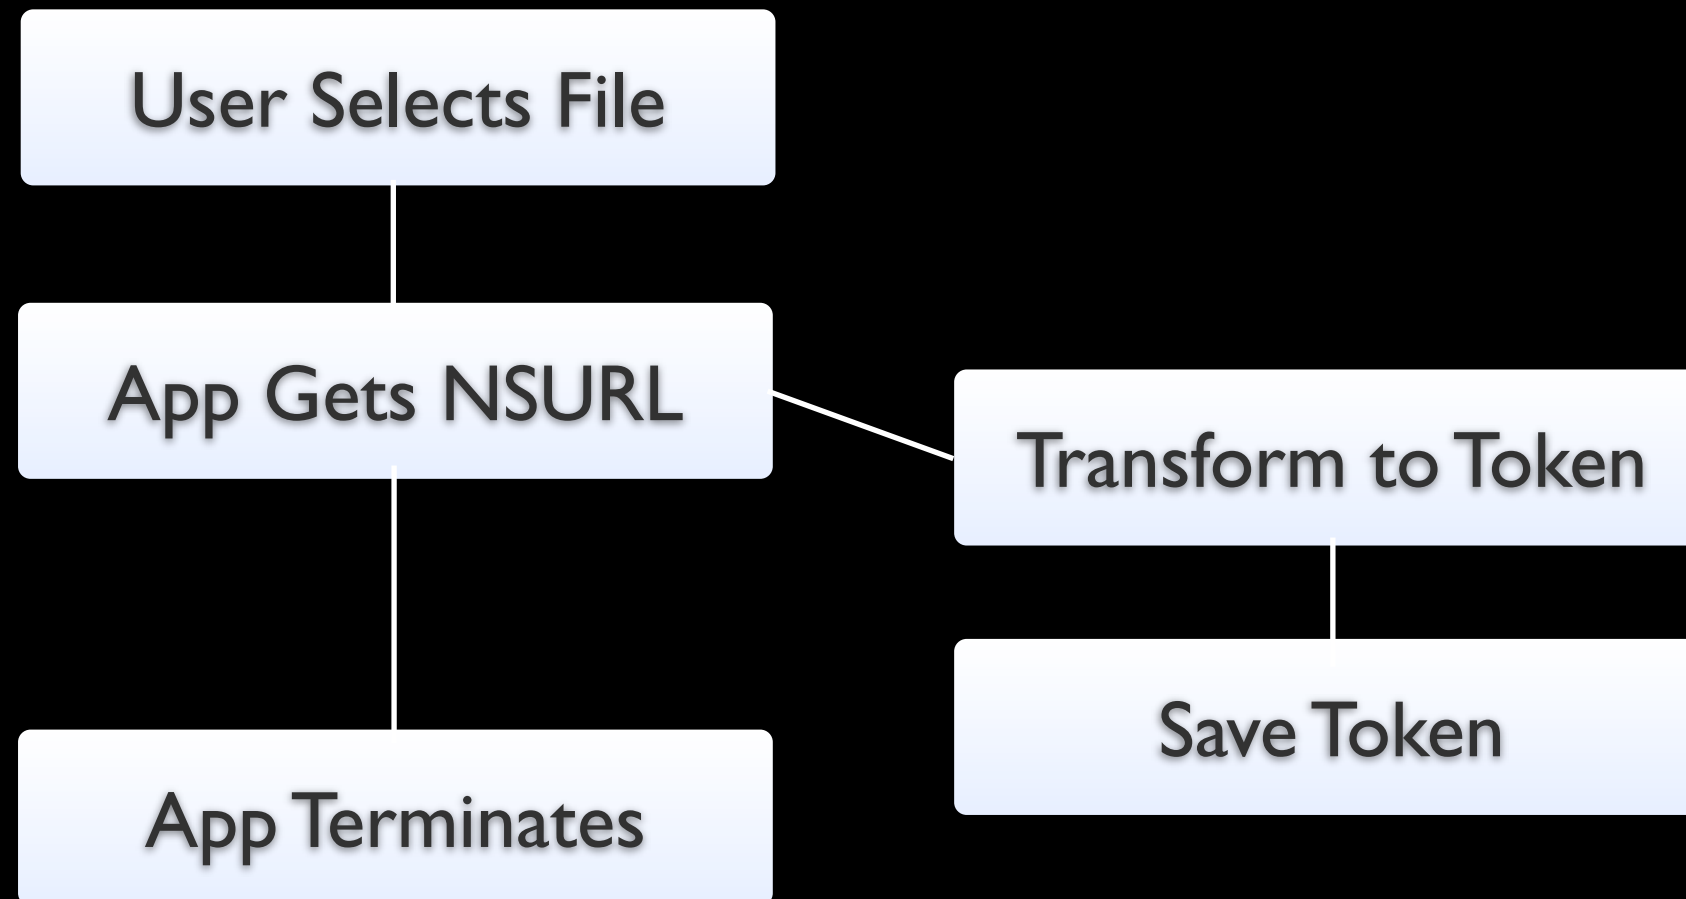 User Selects File
App Gets NSURL
Transform to Token
Save Token
App Terminates